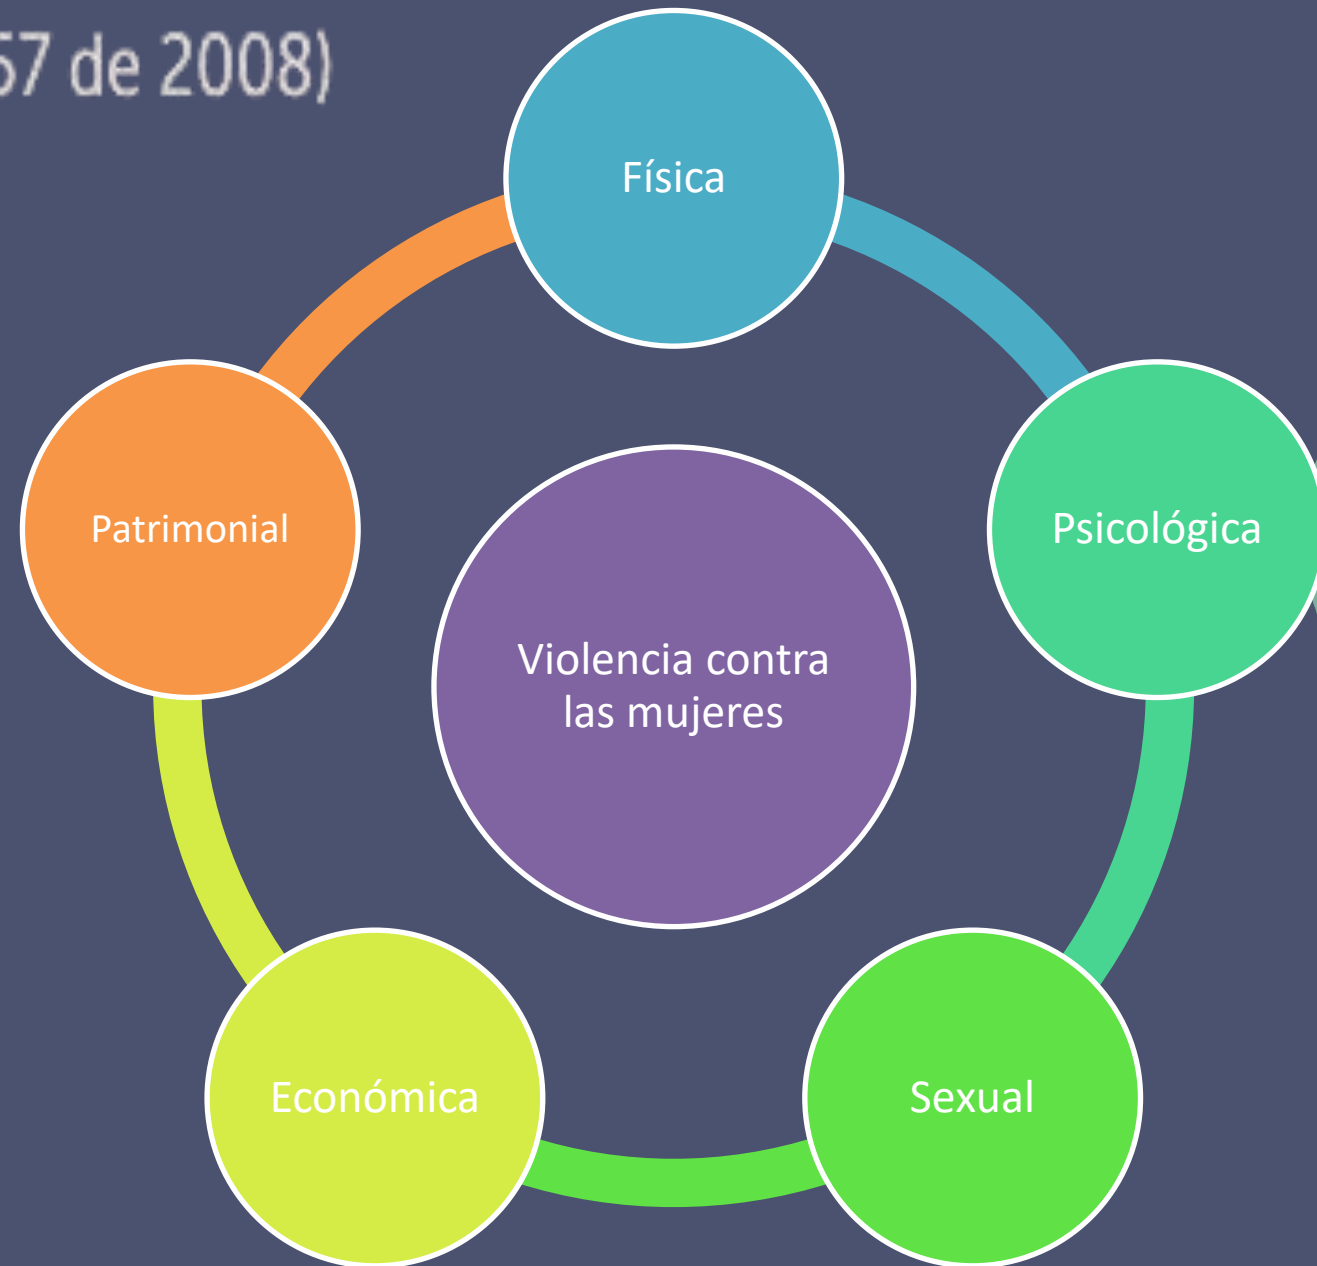 57 de 2008)
Física
Psicológica
Patrimonial
Violencia contra
las mujeres
Económica
Sexual